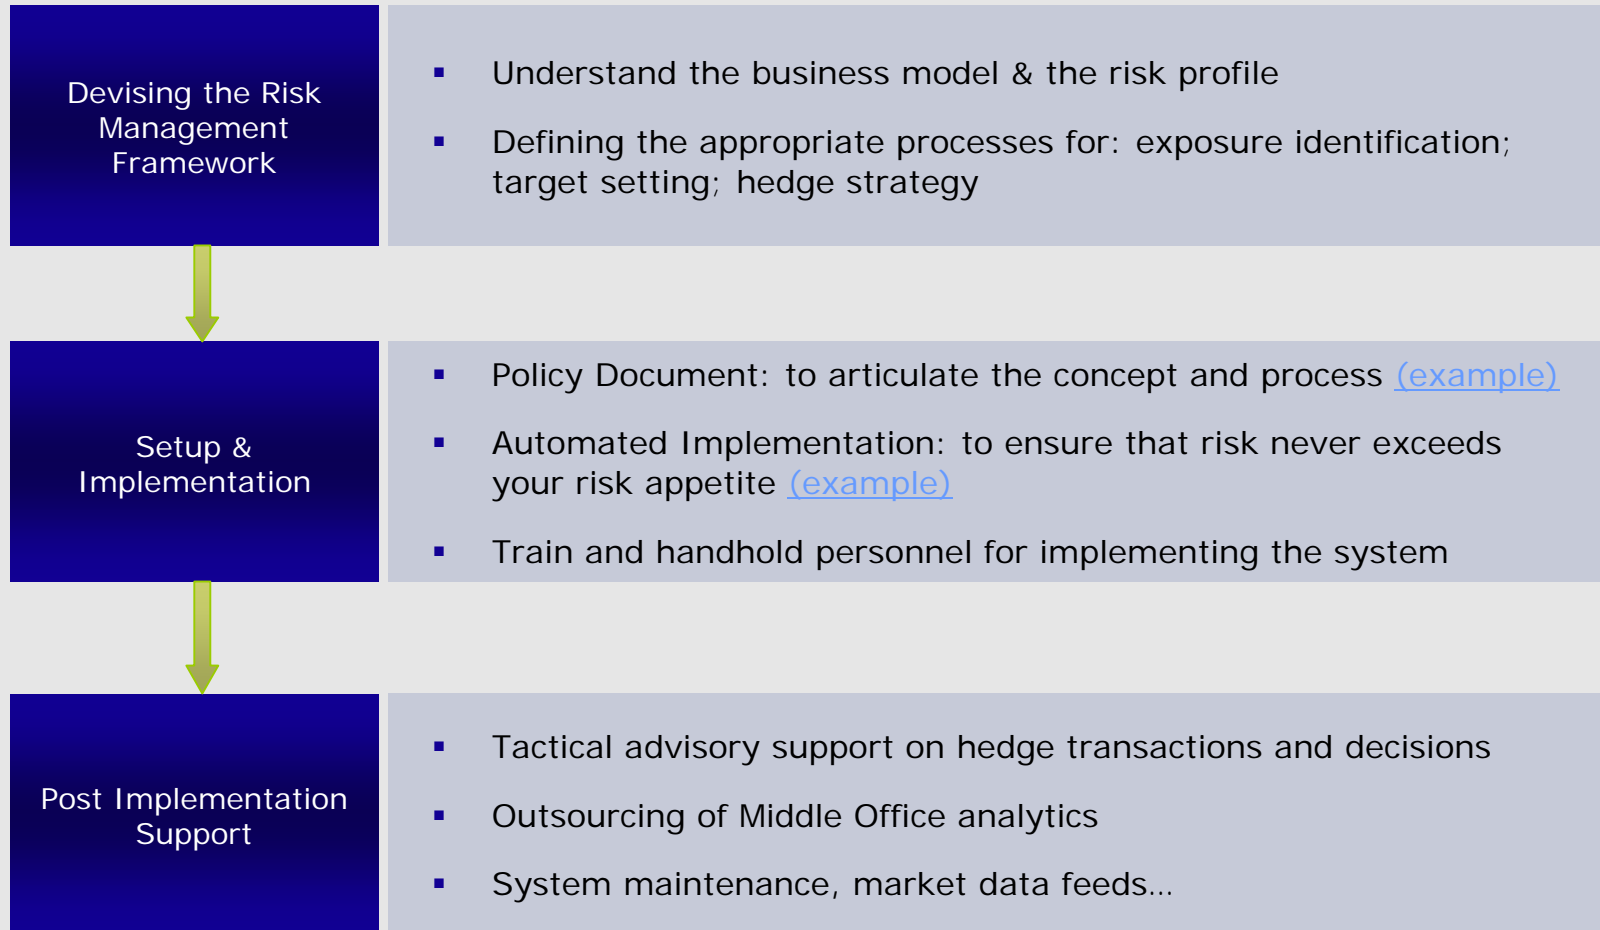 Devising the Risk
Management
Framework
▪ Understand the business model & the risk profile
▪ Defining the appropriate processes for: exposure identification;
target setting; hedge strategy
Setup &
Implementation
▪ Policy Document: to articulate the concept and process (example)
▪ Automated Implementation: to ensure that risk never exceeds
your risk appetite (example)
▪ Train and handhold personnel for implementing the system
Post Implementation
Support
▪ Tactical advisory support on hedge transactions and decisions
▪ Outsourcing of Middle Office analytics
▪ System maintenance, market data feeds…